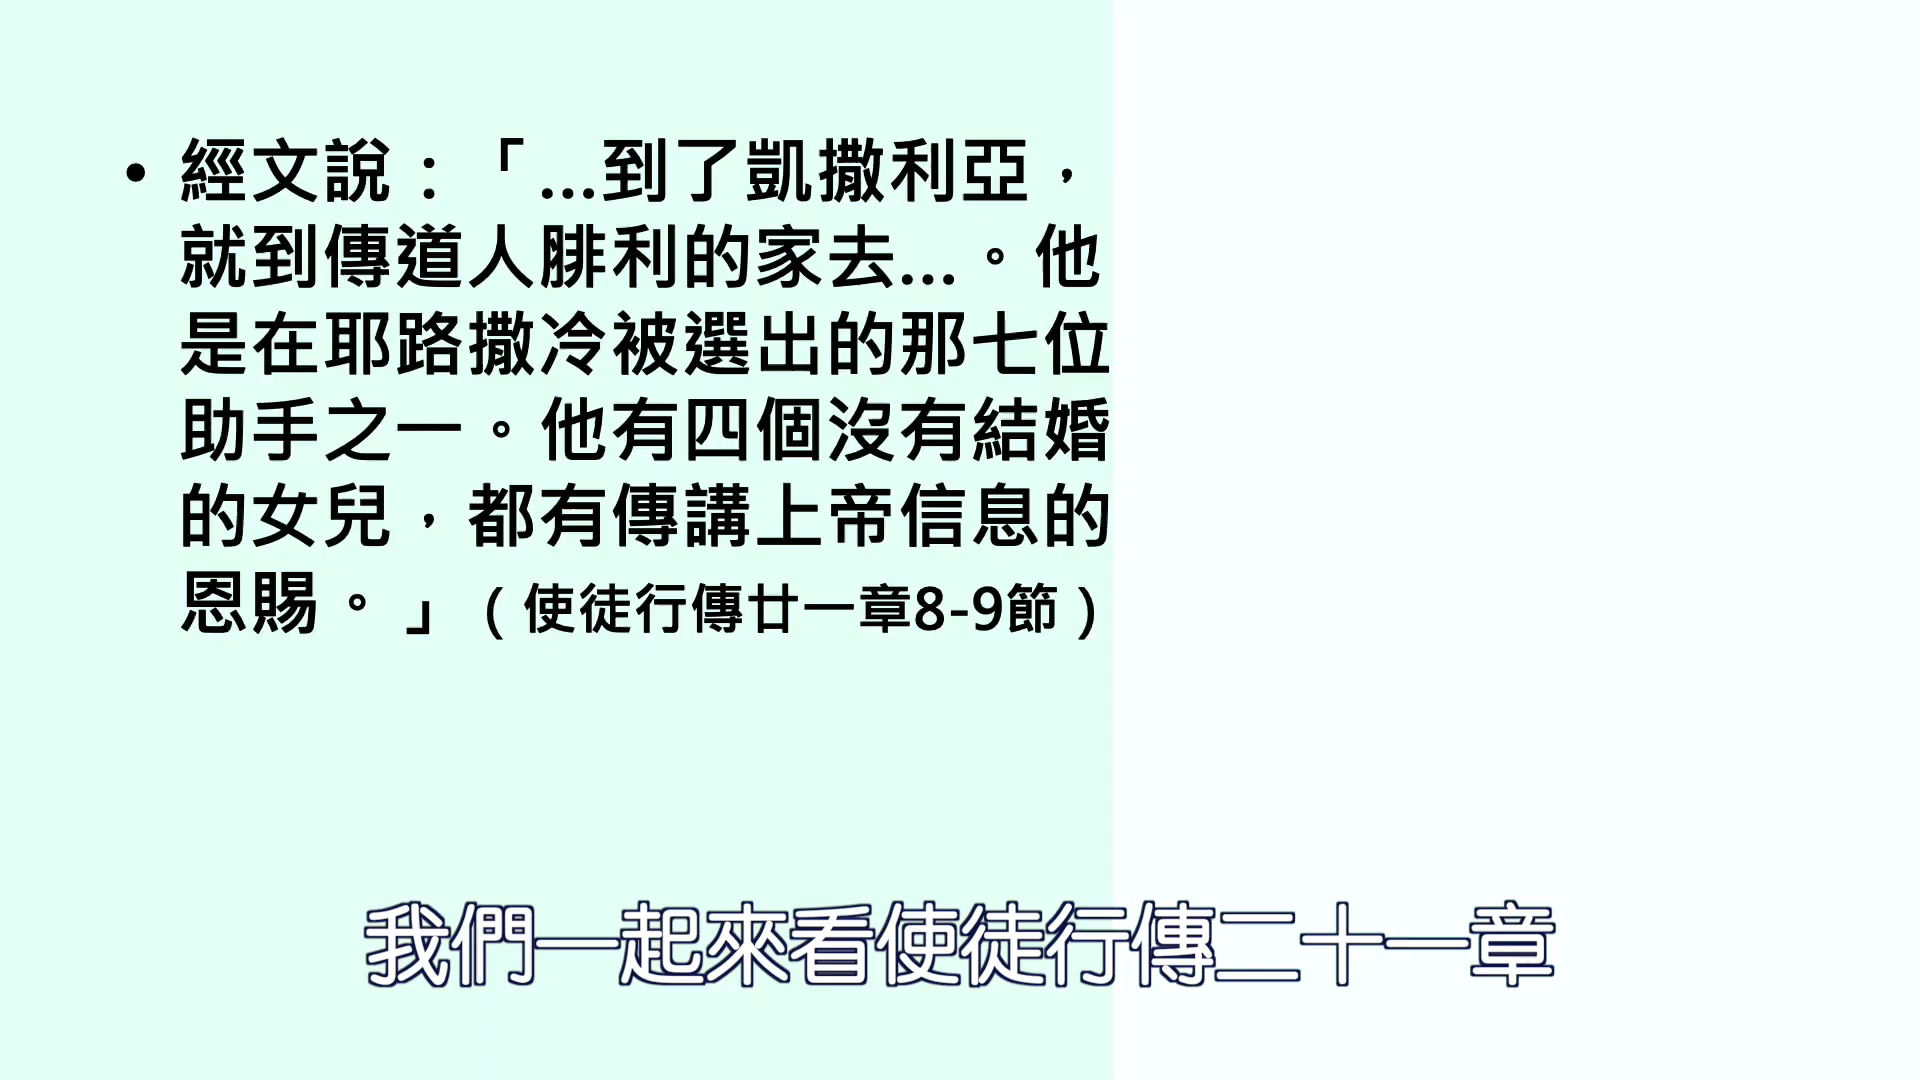 • 經文說：「...到了凱撒利亞，
就到傳道人腓利的家去...。他
是在耶路撒冷被選出的那七位
助手之一。他有四個沒有結婚
的女兒，都有傳講上帝信息的
恩賜。」（使徒行傳廿一章8-9節）
我們一起來看使徒行傳二十一章